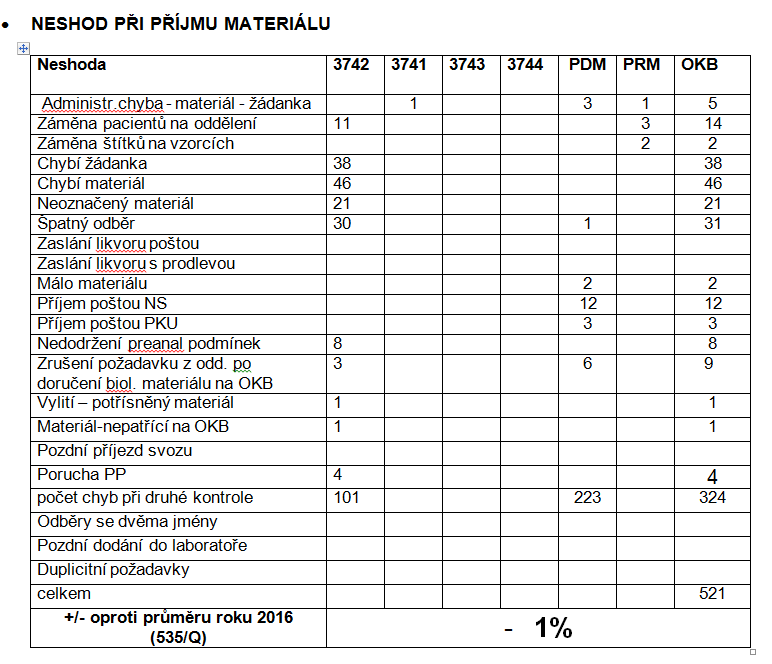 • NESHOD PŘI PŘÍJMU MATERIÁLU
Neshoda 3742 3741 3743 3744 PDM PRM OKB
Administr.chyba - materiál - žádanka 1 3 1 5
Záměna pacientů na oddělení 11 3 14
Záměna štítků na vzorcích 2 2
Chybí žádanka 38 38
Chybí materiál 46 46
Neoznačený materiál 21 21
Špatný odběr 30 1 31
Zaslání likvoru poštou
Zaslání likvoru s prodlevou
Málo materiálu 2 2
Příjem poštou NS 12 12
Příjem poštou PKU 3 3
Nedodržení preanal podmínek 8 8
Zrušení požadavku z odd. po 3 6 9
doručení biol. materiálu na OKB
Vylití – potřísněný materiál 1 1
Materiál-nepatřící na OKB 1 1
Pozdní příjezd svozu
Porucha PP 4 4
počet chyb při druhé kontrole 101 223 324
Odběry se dvěma jmény
Pozdní dodání do laboratoře
Duplicitní požadavky
celkem 521
+/- oproti průměru roku 2016
(535/Q)
- 1%